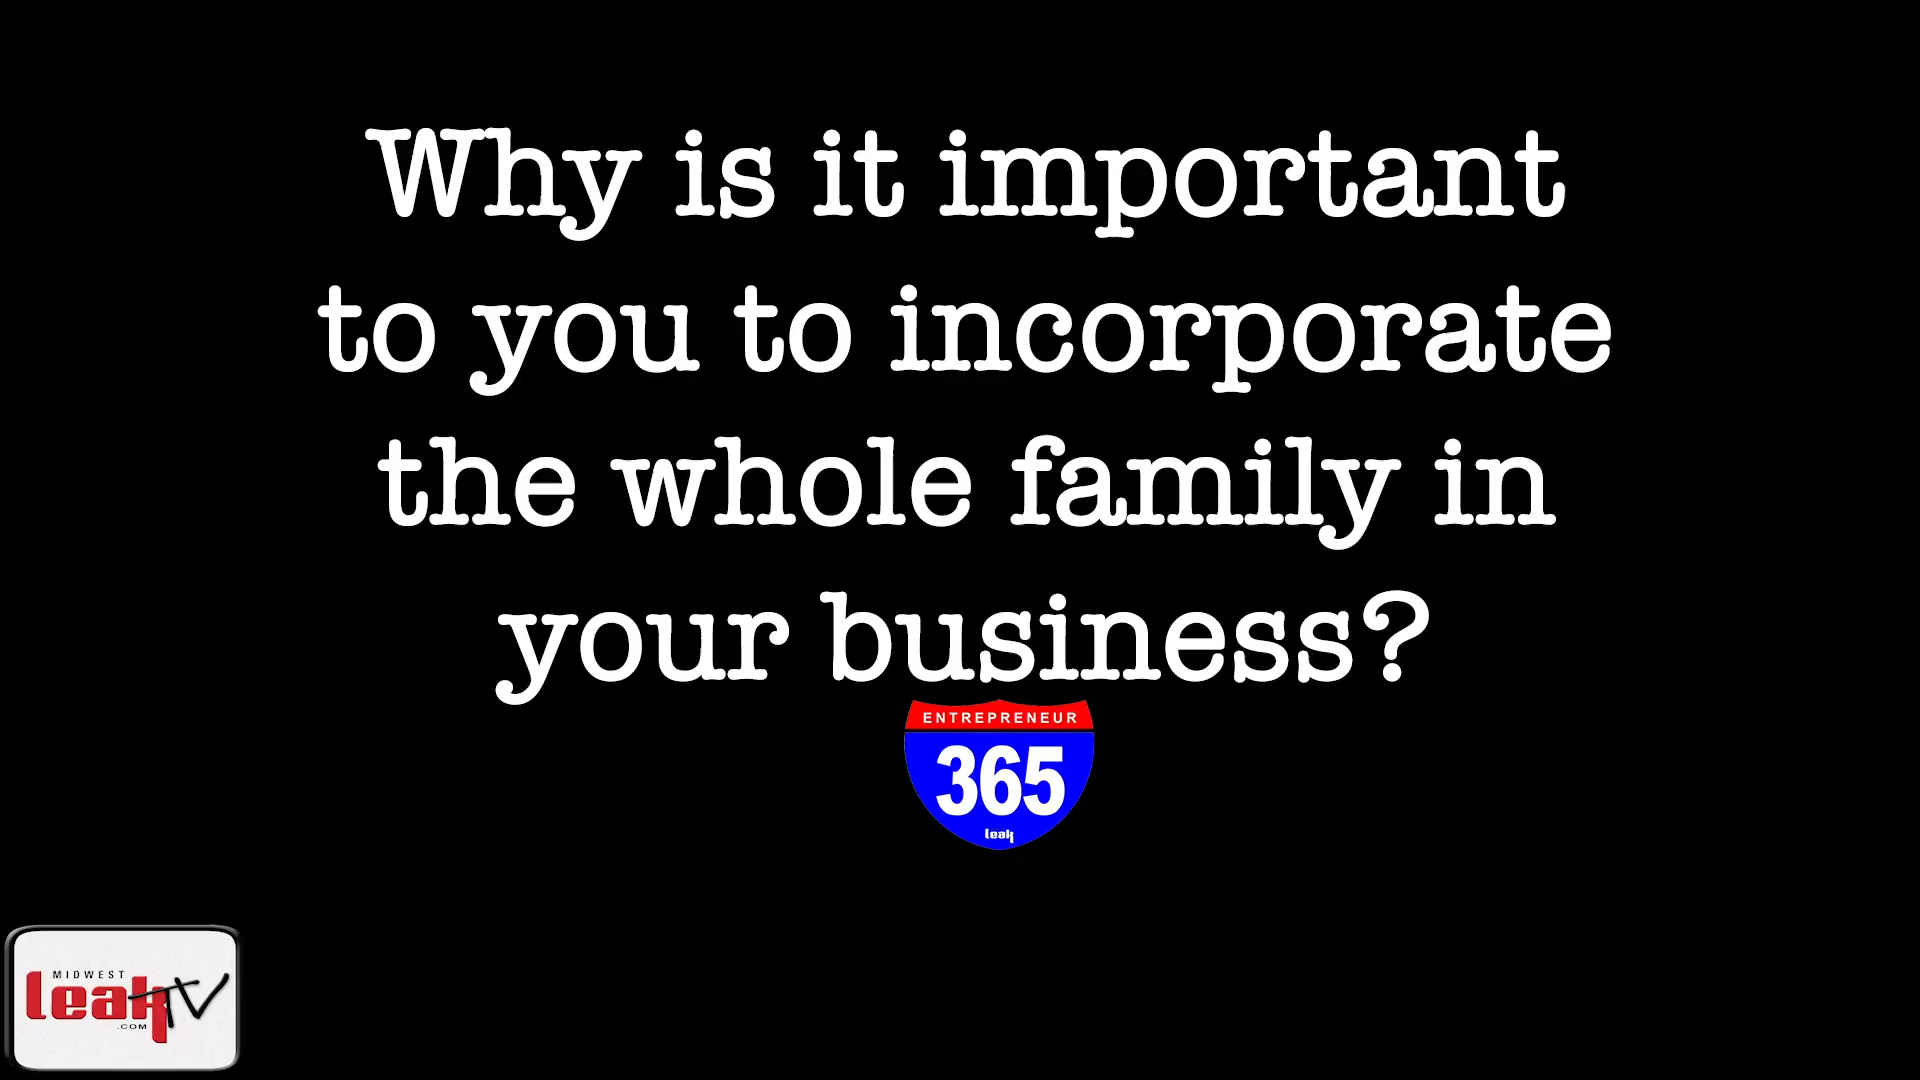 Why is it important
to you to incorporate
the whole family in
your business?
ENTREPRENEUR
365
leak
MIDWEST
leak TV
.COM